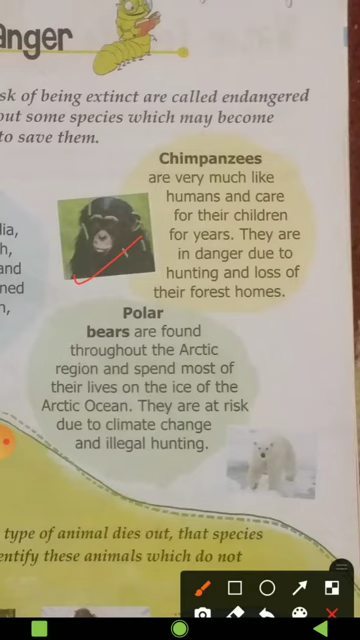 anger
sk of being extinct are called endangered
out some species which may become
to save them.
Chimpanzees
are very much like
humans and care
for their children
for years. They are
in danger due to
hunting and loss of
their forest homes.
dia,
h,
and
ned
n,
Polar
bears are found
throughout the Arctic
region and spend most of
their lives on the ice of the
Arctic Ocean. They are at risk
due to climate change
and illegal hunting.
type of animal dies out, that species
entify these animals which do not